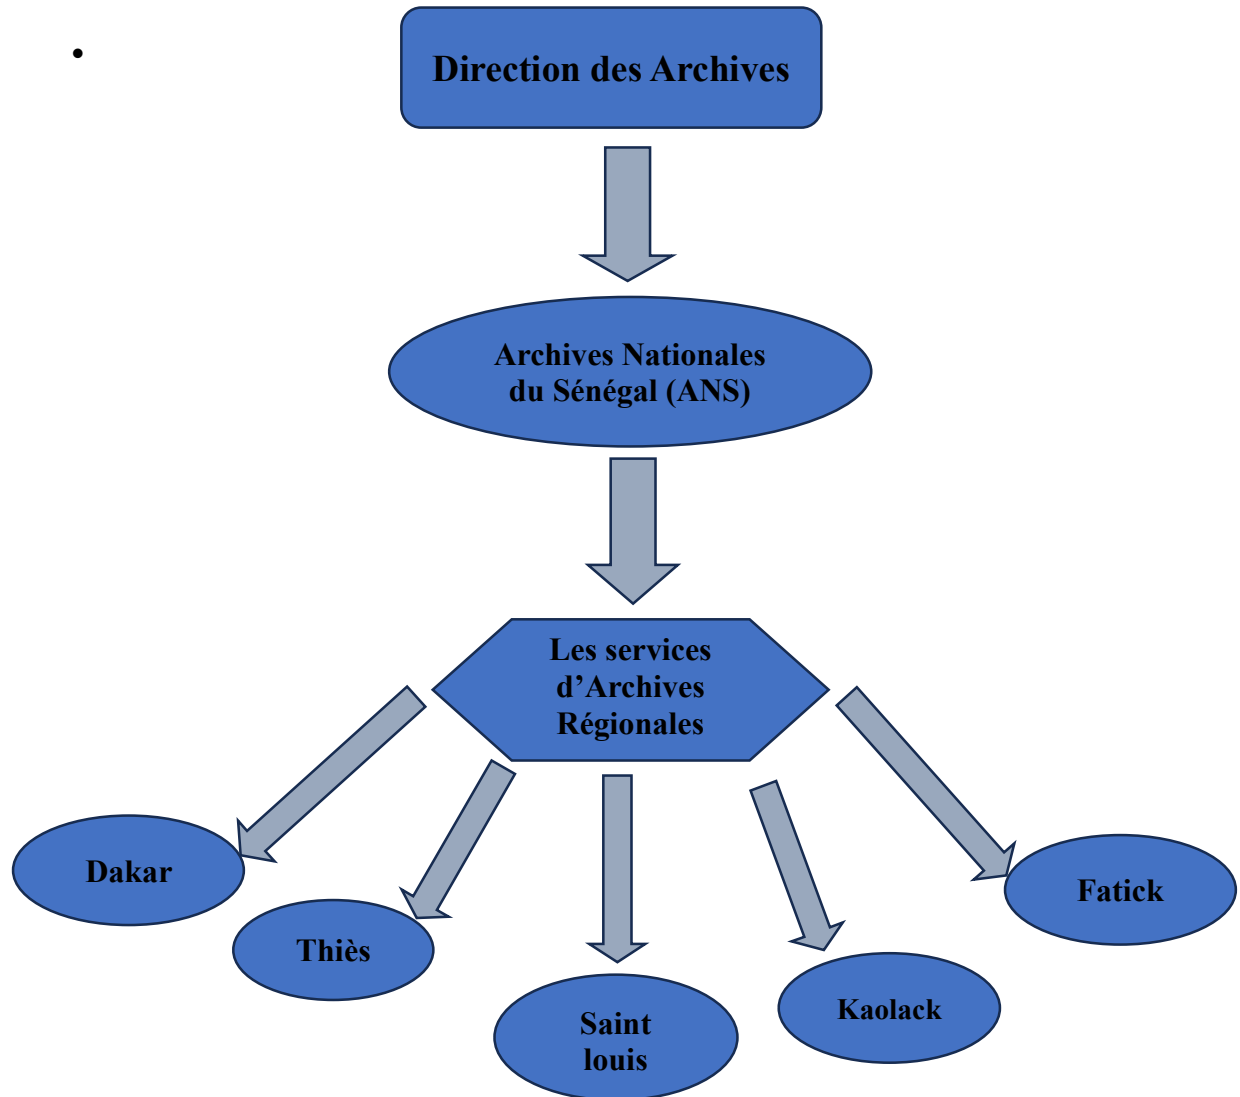 Direction des Archives
Archives Nationales
du Sénégal (ANS)
Les services
d’Archives
Régionales
Dakar
Thiès
Saint
louis
Kaolack
Fatick